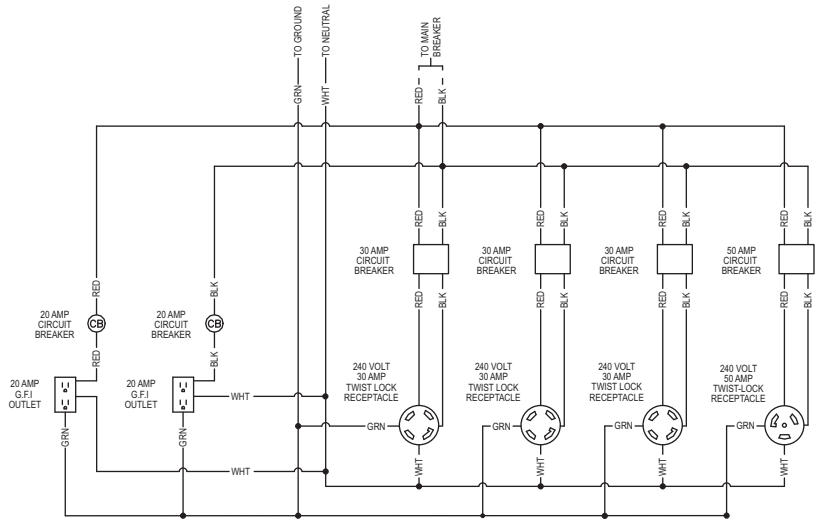 TO GROUND
TO NEUTRAL
TO MAIN
BREAKER
GRN
WHT
RED
BLK
RED
BLK
RED
BLK
RED
BLK
RED
BLK
30 AMP
CIRCUIT
BREAKER
30 AMP
CIRCUIT
BREAKER
30 AMP
CIRCUIT
BREAKER
50 AMP
CIRCUIT
BREAKER
RED
BLK
RED
BLK
RED
BLK
RED
BLK
RED
BLK
20 AMP
CIRCUIT
BREAKER
CB
20 AMP
CIRCUIT
BREAKER
CB
RED
BLK
240 VOLT
30 AMP
TWIST LOCK
RECEPTACLE
240 VOLT
30 AMP
TWIST LOCK
RECEPTACLE
240 VOLT
30 AMP
TWIST LOCK
RECEPTACLE
240 VOLT
50 AMP
TWIST-LOCK
RECEPTACLE
20 AMP
G.F.I
OUTLET
20 AMP
G.F.I
OUTLET
WHT
GRN
GRN
GRN
GRN
GRN
GRN
WHT
WHT
WHT
WHT
WHT